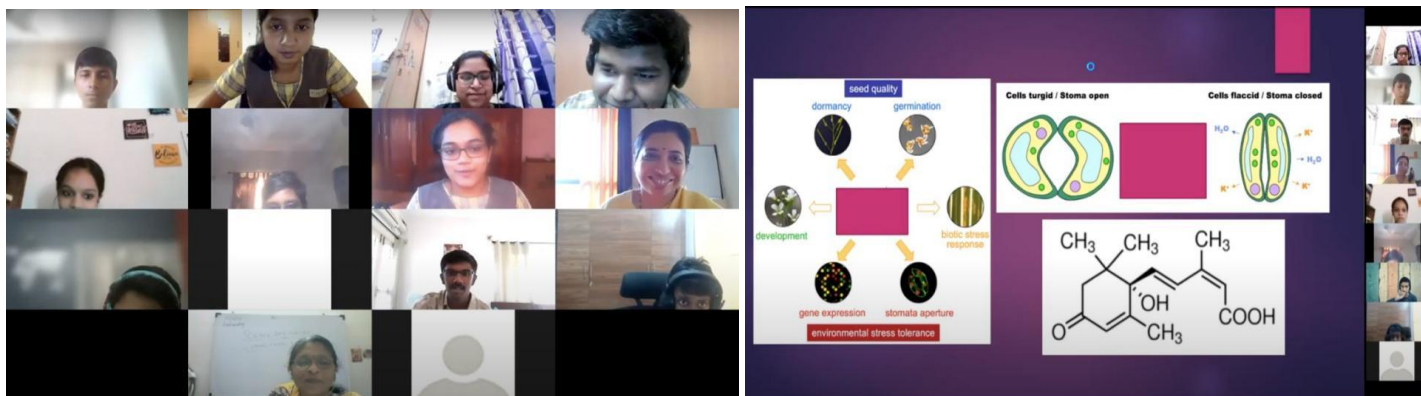 seed quality
dormancy
germination
development
biotic stress
response
gene expression
stomata aperture
environmental stress tolerance
Cells turgid / Stoma open
Cells flaccid / Stoma closed
H₂O
K⁺
H₂O
K⁺
K⁺
CH₃
CH₃
CH₃
OH
O
CH₃
COOH